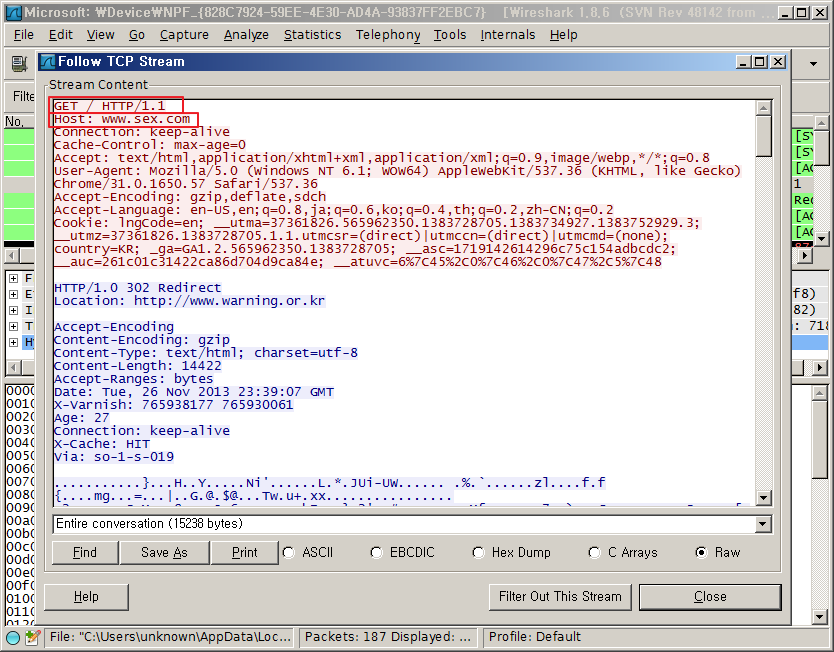 Microsoft: ₩Device₩NPF_{828C7924-59EE-4E30-AD4A-93837FF2EBC7} [Wireshark 1.8.6 (SVN Rev 48142 from ...
File Edit View Go Capture Analyze Statistics Telephony Tools Internals Help
Follow TCP Stream
Filte
No.
Stream Content
GET / HTTP/1.1
Host: www.sex.com
Connection: keep-alive
Cache-Control: max-age=0
Accept: text/html,application/xhtml+xml,application/xml;q=0.9,image/webp,*/*;q=0.8
User-Agent: Mozilla/5.0 (Windows NT 6.1; WOW64) AppleWebKit/537.36 (KHTML, like Gecko)
Chrome/31.0.1650.57 Safari/537.36
Accept-Encoding: gzip,deflate,sdch
Accept-Language: en-US,en;q=0.8,ja;q=0.6,ko;q=0.4,th;q=0.2,zh-CN;q=0.2
Cookie: lngCode=en; __utma=37361826.565962350.1383728705.1383734927.1383752929.3;
__utmz=37361826.1383728705.1.1.utmcsr=(direct)|utmccn=(direct)|utmcmd=(none);
country=KR; _ga=GA1.2.565962350.1383728705; __asc=1719142614296c75c154adbcdc2;
__auc=261c01c31422ca86d704d9ca84e; __atuvc=6%7C45%2C0%7C46%2C0%7C47%2C5%7C48
HTTP/1.0 302 Redirect
Location: http://www.warning.or.kr
Accept-Encoding
Content-Encoding: gzip
Content-Type: text/html; charset=utf-8
Content-Length: 14422
Accept-Ranges: bytes
Date: Tue, 26 Nov 2013 23:39:07 GMT
X-Varnish: 765938177 765930061
Age: 27
Connection: keep-alive
X-Cache: HIT
Via: so-1-s-019
...........}...H..Y.....Ni'......L.*.JUi-UW...... .%.`......zl....f.f
{....mg...=...|..G.@.$@...Tw.u+.xx................
Entire conversation (15238 bytes)
Find Save As Print ASCII EBCDIC Hex Dump C Arrays Raw
Help Filter Out This Stream Close
[SY
[SY
[AC
1
Red
[AC
[AC
F
E
I
T
H
f8)
82)
: 718
0000
0010
0020
0030
0040
0050
0060
0070
0080
0090
00a0
00b0
00c0
00d0
00e0
00f0
0100
0110
0120
File: "C:\Users\unknown\AppData\Loc... Packets: 187 Displayed: ... Profile: Default